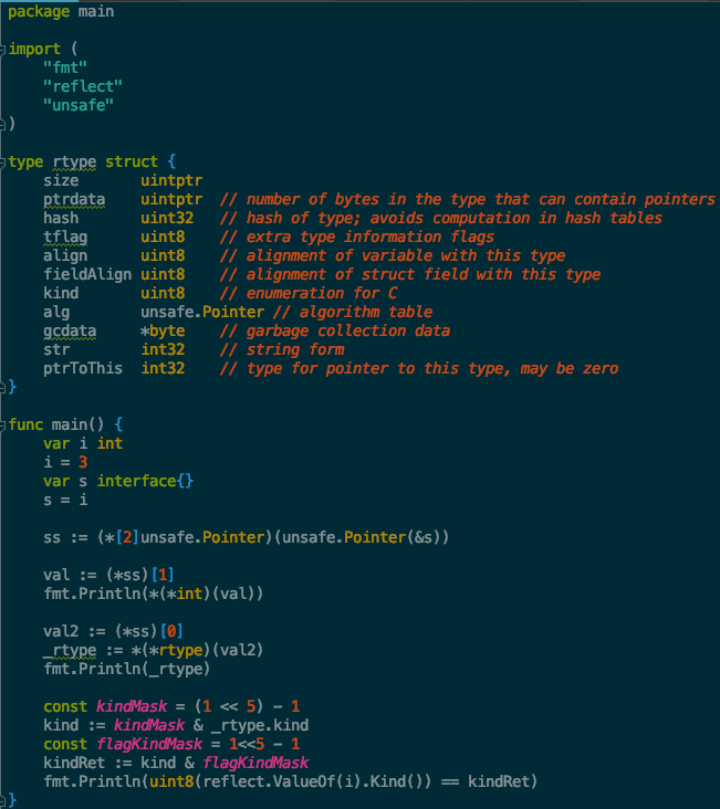 package main
import (
"fmt"
"reflect"
"unsafe"
)
type rtype struct {
size uintptr
ptrdata uintptr // number of bytes in the type that can contain pointers
hash uint32 // hash of type; avoids computation in hash tables
tflag uint8 // extra type information flags
align uint8 // alignment of variable with this type
fieldAlign uint8 // alignment of struct field with this type
kind uint8 // enumeration for C
alg unsafe.Pointer // algorithm table
gcdata *byte // garbage collection data
str int32 // string form
ptrToThis int32 // type for pointer to this type, may be zero
}
func main() {
var i int
i = 3
var s interface{}
s = i
ss := (*[2]unsafe.Pointer)(unsafe.Pointer(&s))
val := (*ss)[1]
fmt.Println(*(*int)(val))
val2 := (*ss)[0]
_rtype := *(*rtype)(val2)
fmt.Println(_rtype)
const kindMask = (1 << 5) - 1
kind := kindMask & _rtype.kind
const flagKindMask = 1<<5 - 1
kindRet := kind & flagKindMask
fmt.Println(uint8(reflect.ValueOf(i).Kind()) == kindRet)
}